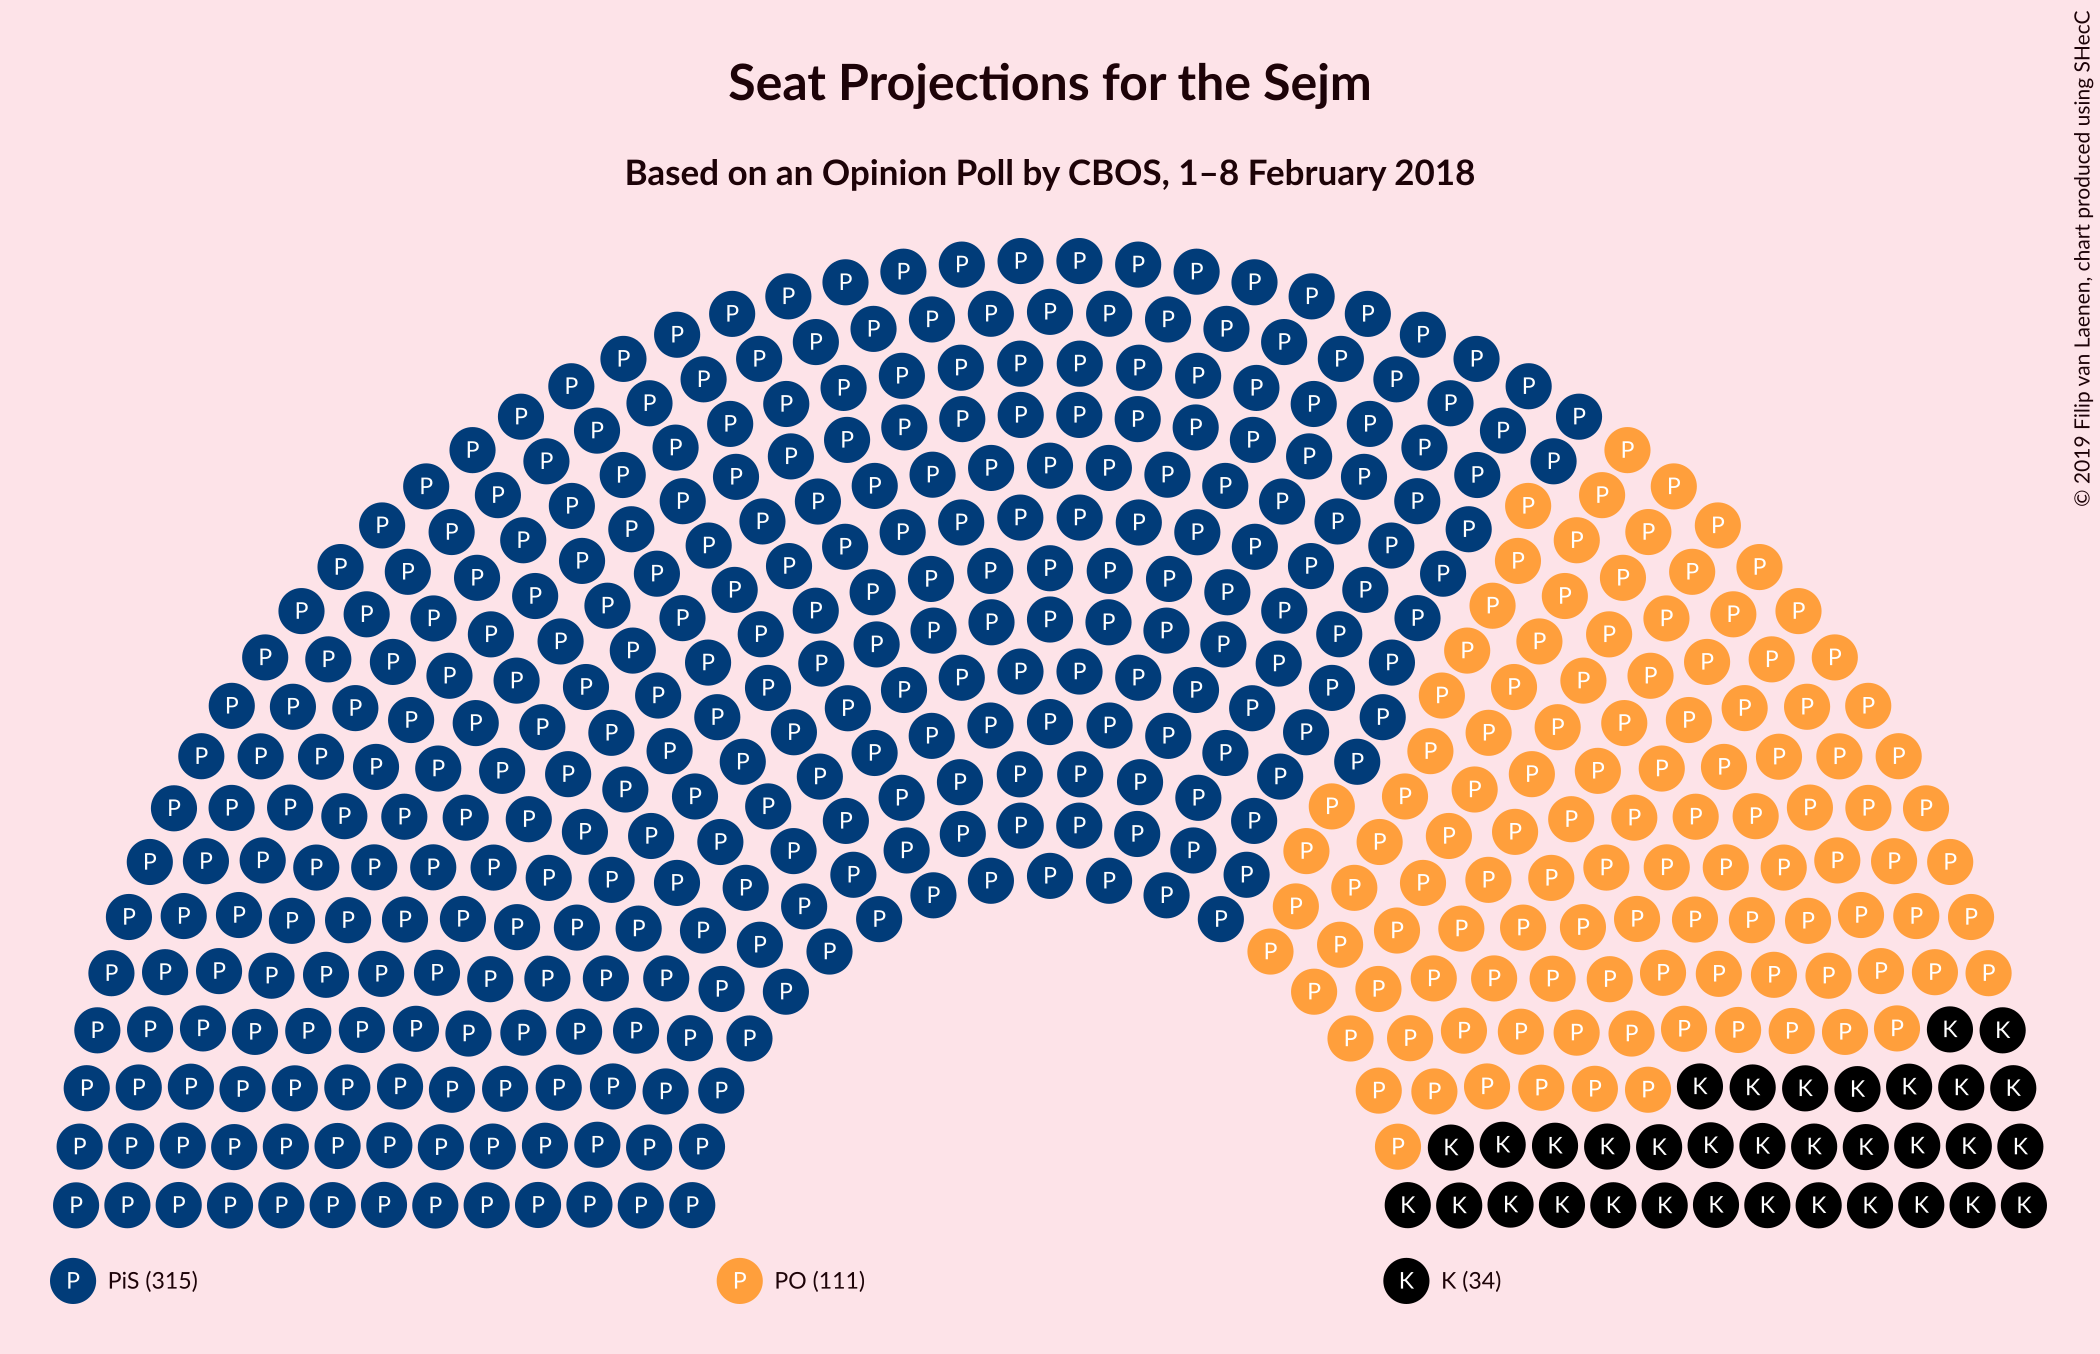 Seat Projections for the Sejm
Based on an Opinion Poll by CBOS, 1–8 February 2018
© 2019 Filip van Laenen, chart produced using SHecC
P PiS (315)
P PO (111)
K K (34)